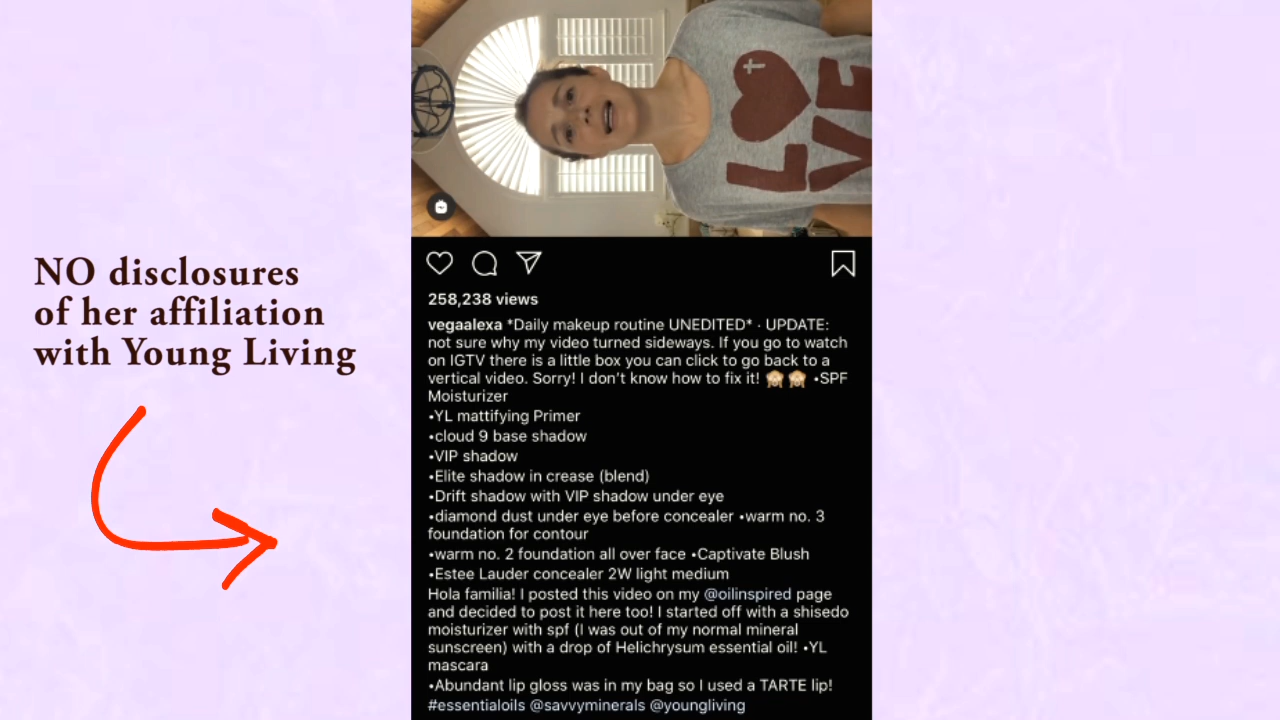 NO disclosures
of her affiliation
with Young Living
LOVE
258,238 views
vegaalexa *Daily makeup routine UNEDITED* · UPDATE:
not sure why my video turned sideways. If you go to watch
on IGTV there is a little box you can click to go back to a
vertical video. Sorry! I don't know how to fix it! 🙈 🙈 •SPF
Moisturizer
•YL mattifying Primer
•cloud 9 base shadow
•VIP shadow
•Elite shadow in crease (blend)
•Drift shadow with VIP shadow under eye
•diamond dust under eye before concealer •warm no. 3
foundation for contour
•warm no. 2 foundation all over face •Captivate Blush
•Estee Lauder concealer 2W light medium
Hola familia! I posted this video on my @oilinspired page
and decided to post it here too! I started off with a shisedo
moisturizer with spf (I was out of my normal mineral
sunscreen) with a drop of Helichrysum essential oil! •YL
mascara
•Abundant lip gloss was in my bag so I used a TARTE lip!
#essentialoils @savvyminerals @youngliving